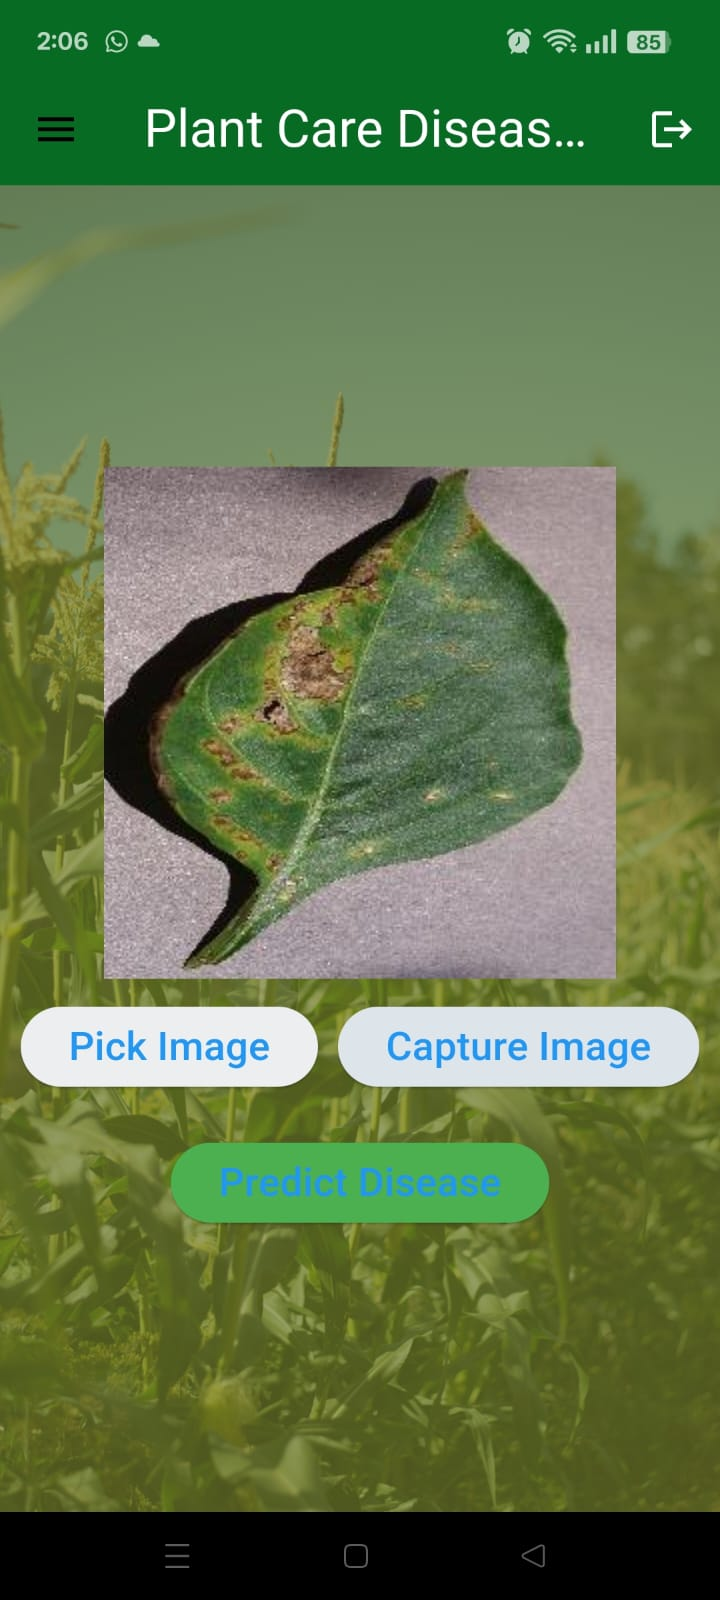 2:06 85
Plant Care Diseas...
Pick Image Capture Image
Predict Disease